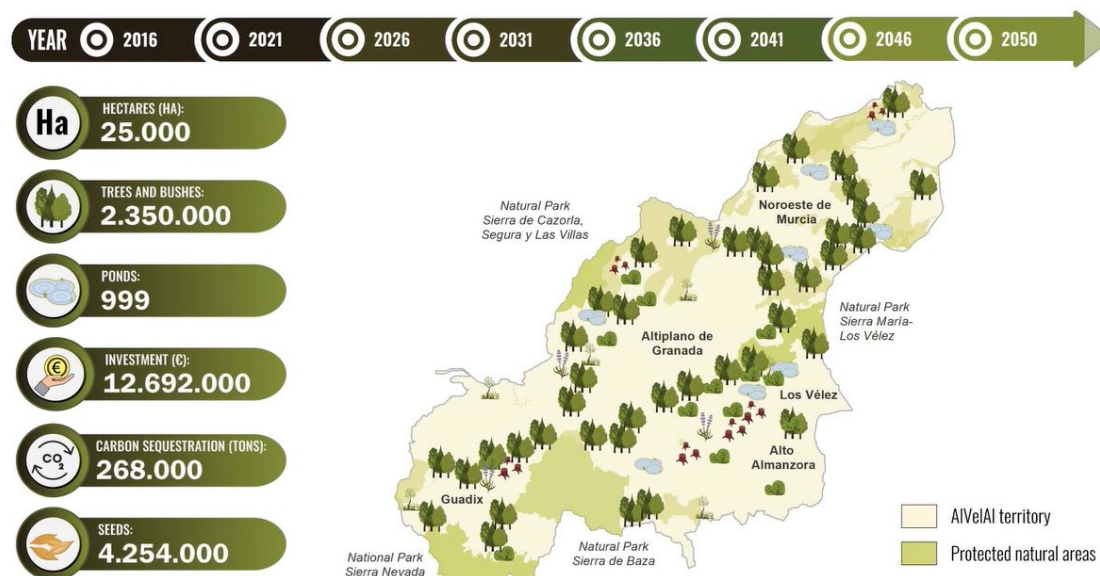 YEAR 2016 2021 2026 2031 2036 2041 2046 2050
Ha
HECTARES (HA):
25.000
TREES AND BUSHES:
2.350.000
PONDS:
999
€
INVESTMENT (€):
12.692.000
CO2
CARBON SEQUESTRATION (TONS):
268.000
SEEDS:
4.254.000
Natural Park
Sierra de Cazorla,
Segura y Las Villas
Noroeste de
Murcia
Natural Park
Sierra María-
Los Vélez
Altiplano de
Granada
Los Vélez
Alto
Almanzora
Guadix
National Park
Sierra Nevada
Natural Park
Sierra de Baza
AlVelAl territory
Protected natural areas